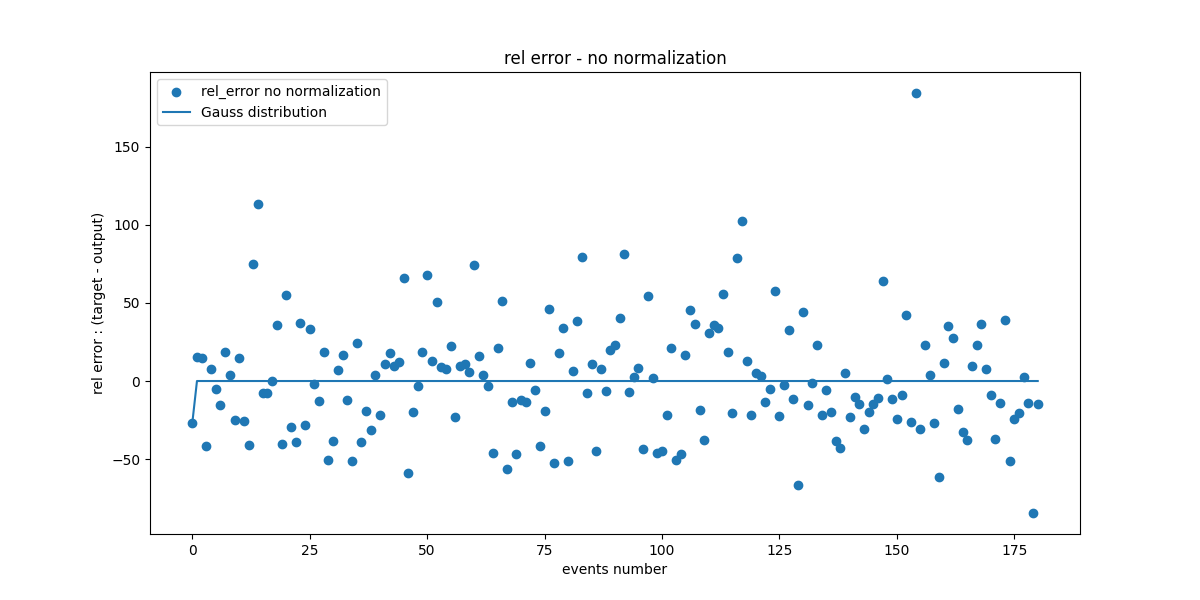 rel error - no normalization
rel_error no normalization
Gauss distribution
rel error : (target - output)
150
100
50
0
−50
0 25 50 75 100 125 150 175
events number